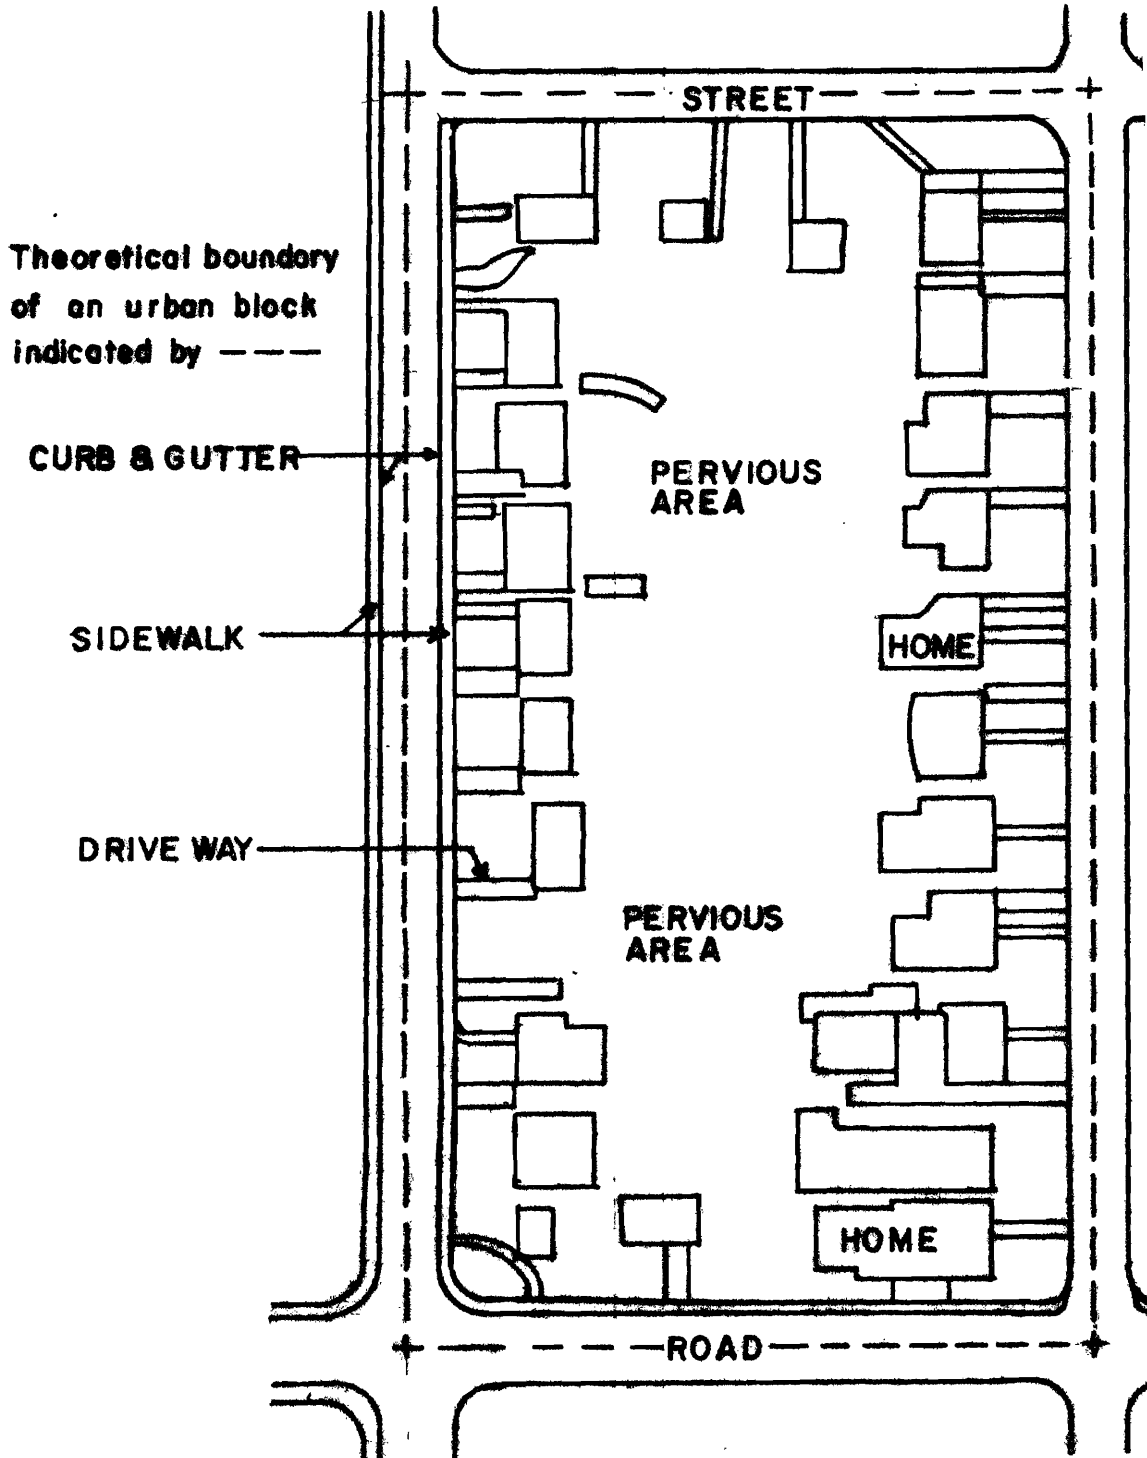 STREET
Theoretical boundary
of an urban block
indicated by ----
CURB & GUTTER
PERVIOUS
AREA
SIDEWALK
HOME
DRIVE WAY
PERVIOUS
AREA
HOME
ROAD